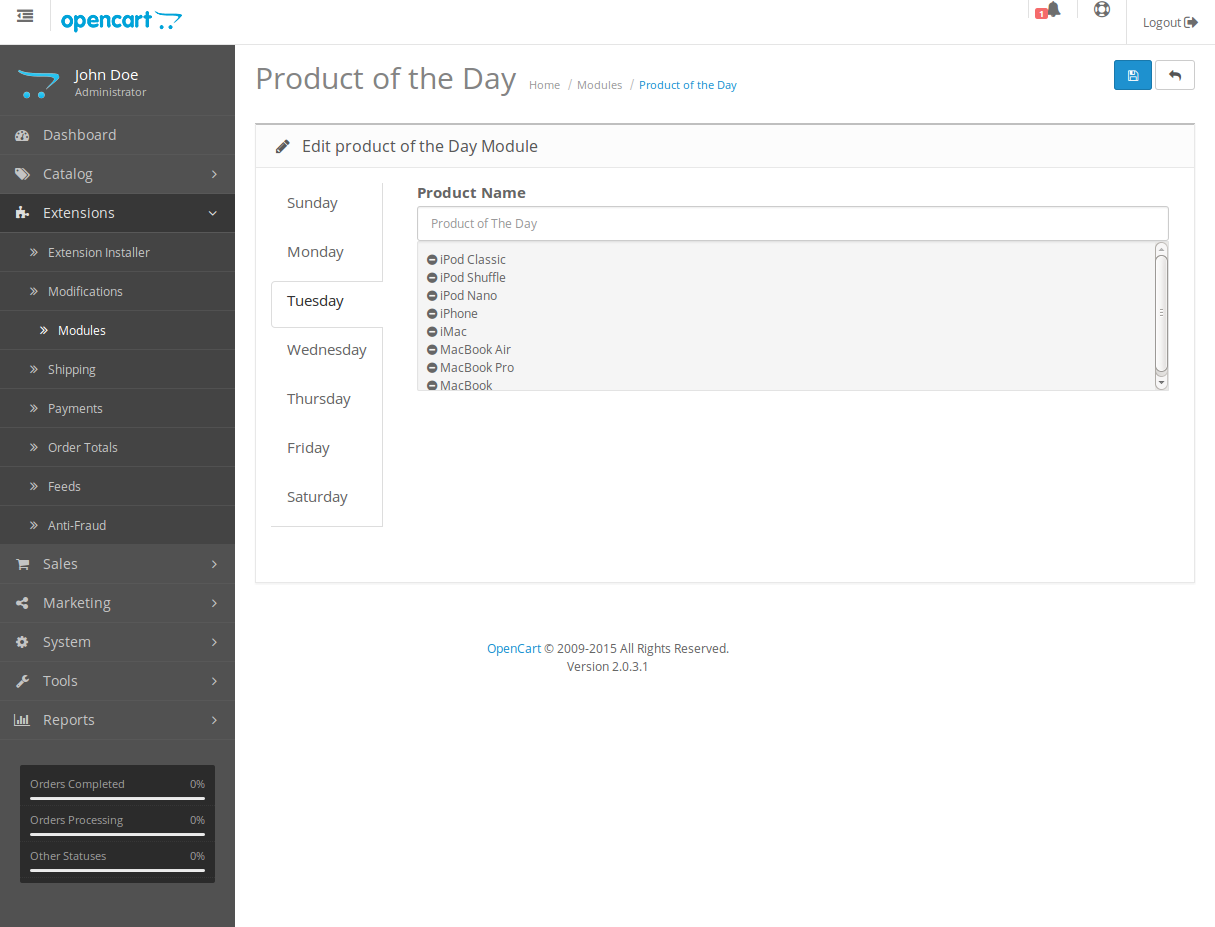 opencart
1
Logout
John Doe
Administrator
Dashboard
Catalog
Extensions
Extension Installer
Modifications
Modules
Shipping
Payments
Order Totals
Feeds
Anti-Fraud
Sales
Marketing
System
Tools
Reports
Orders Completed 0%
Orders Processing 0%
Other Statuses 0%
Product of the Day
Home / Modules / Product of the Day
Edit product of the Day Module
Sunday
Monday
Tuesday
Wednesday
Thursday
Friday
Saturday
Product Name
Product of The Day
iPod Classic
iPod Shuffle
iPod Nano
iPhone
iMac
MacBook Air
MacBook Pro
MacBook
OpenCart © 2009-2015 All Rights Reserved.
Version 2.0.3.1